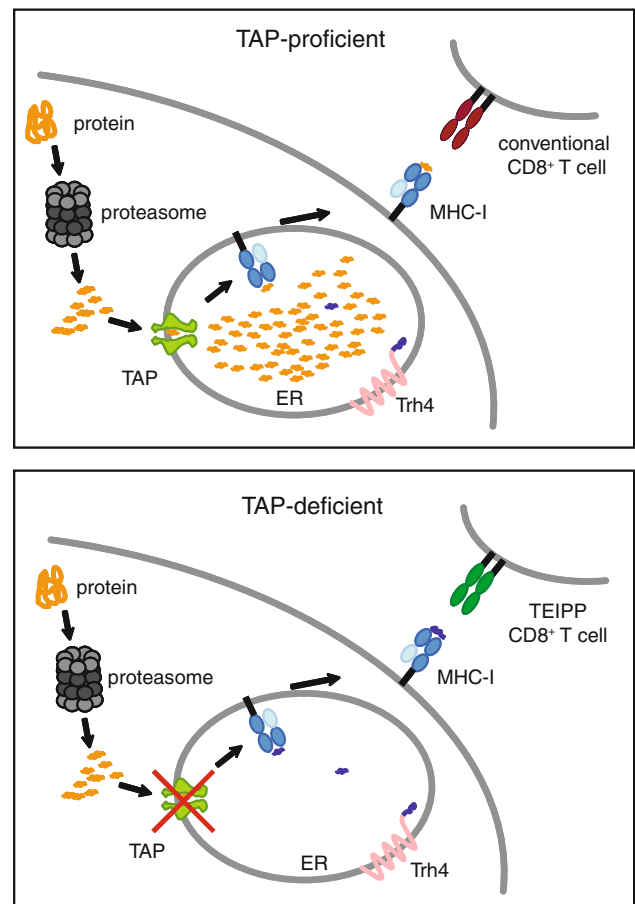 TAP-proficient
protein
proteasome
conventional
CD8⁺ T cell
MHC-I
TAP
ER
Trh4
TAP-deficient
protein
proteasome
TEIPP
CD8⁺ T cell
MHC-I
TAP
ER
Trh4